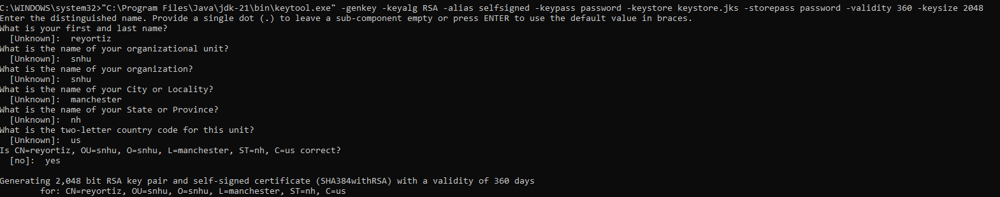 C:\WINDOWS\system32>"C:\Program Files\Java\jdk-21\bin\keytool.exe" -genkey -keyalg RSA -alias selfsigned -keypass password -keystore keystore.jks -storepass password -validity 360 -keysize 2048
Enter the distinguished name. Provide a single dot (.) to leave a sub-component empty or press ENTER to use the default value in braces.
What is your first and last name?
  [Unknown]:  reyortiz
What is the name of your organizational unit?
  [Unknown]:  snhu
What is the name of your organization?
  [Unknown]:  snhu
What is the name of your City or Locality?
  [Unknown]:  manchester
What is the name of your State or Province?
  [Unknown]:  nh
What is the two-letter country code for this unit?
  [Unknown]:  us
Is CN=reyortiz, OU=snhu, O=snhu, L=manchester, ST=nh, C=us correct?
  [no]:  yes
Generating 2,048 bit RSA key pair and self-signed certificate (SHA384withRSA) with a validity of 360 days
        for: CN=reyortiz, OU=snhu, O=snhu, L=manchester, ST=nh, C=us